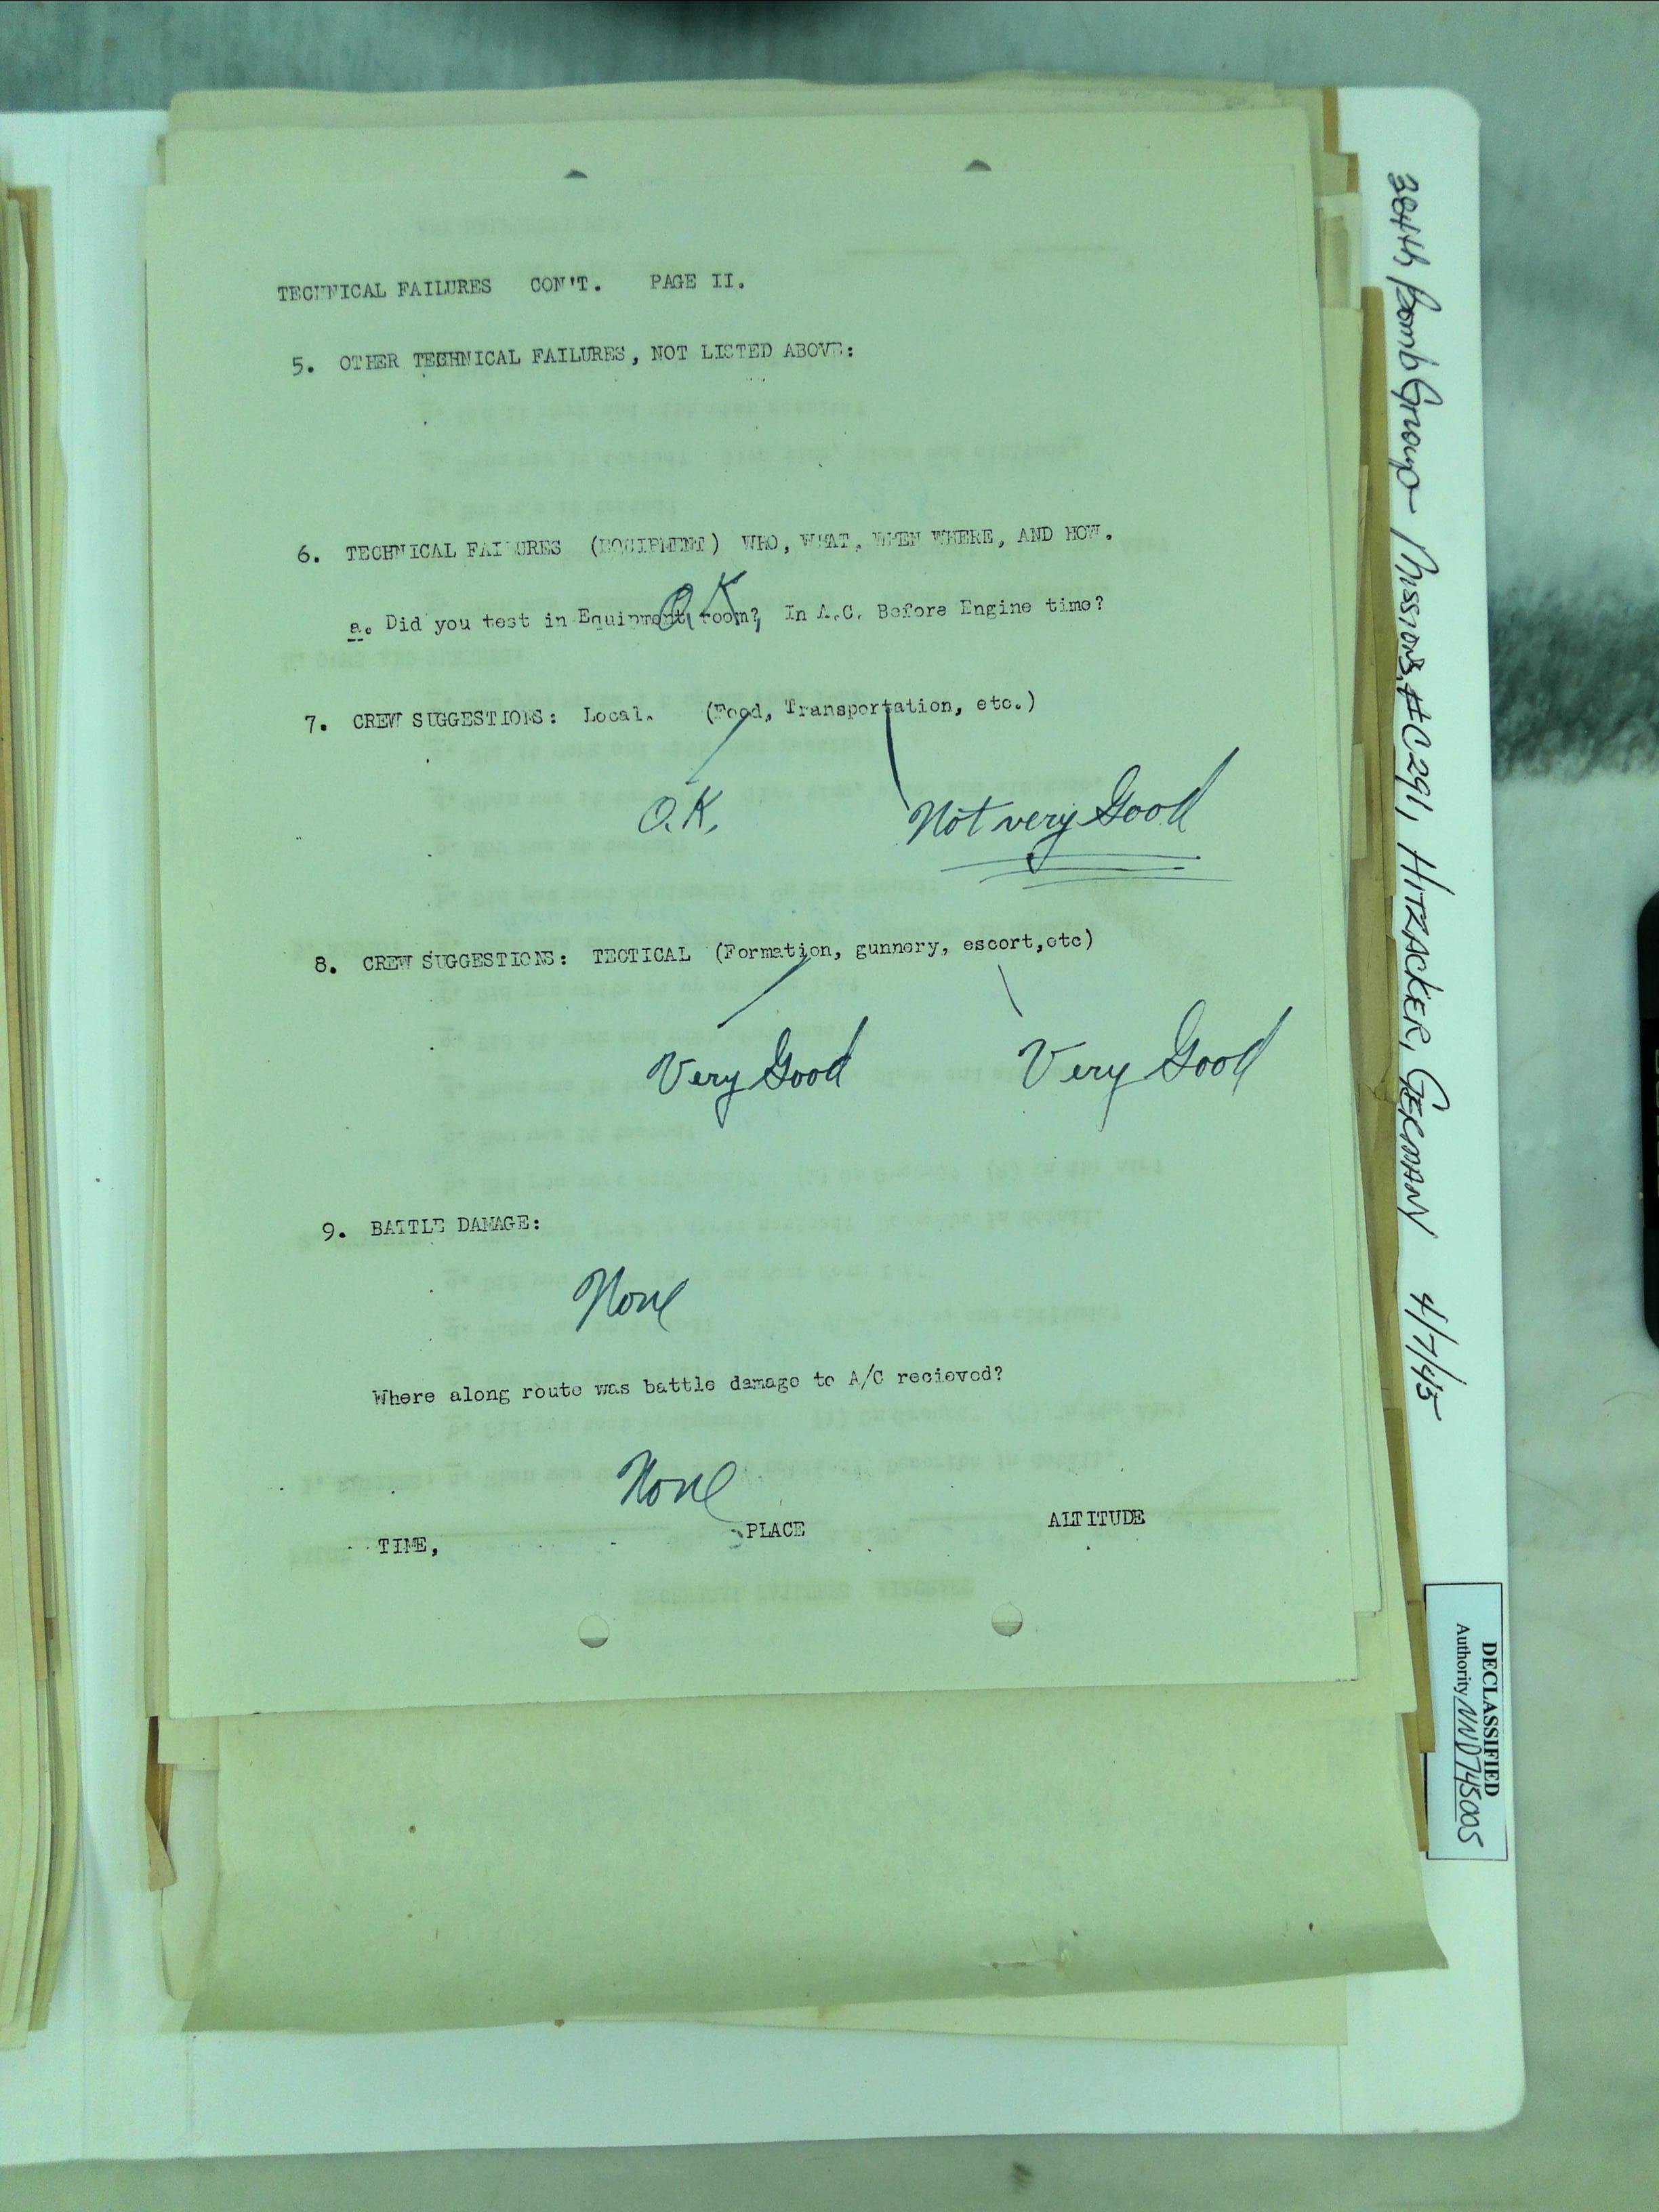 TECHNICAL FAILURES CON'T. PAGE II.
5. OTHER TECHNICAL FAILURES, NOT LISTED ABOVE:
6. TECHNICAL FAILURES (EQUIPMENT) WHO, WHAT, WHEN WHERE, AND HOW.
O.K.
a. Did you test in Equipment room? In A.C. Before Engine time?
7. CREW SUGGESTIONS: Local. (Food, Transportation, etc.)
O.K. Not very Good
8. CREW SUGGESTIONS: TECTICAL (Formation, gunnery, escort,etc)
Very Good Very Good
9. BATTLE DAMAGE:
None
Where along route was battle damage to A/C recieved?
None
TIME, PLACE ALTITUDE
384th Bomb Group Missions #C291, HITZACKER, GERMAN 4/7/45
DECLASSIFIED
Authority NND745005